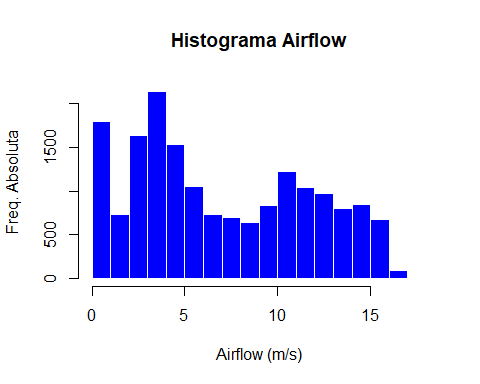 Histograma Airflow
Freq. Absoluta
1500
500
0
0 5 10 15
Airflow (m/s)